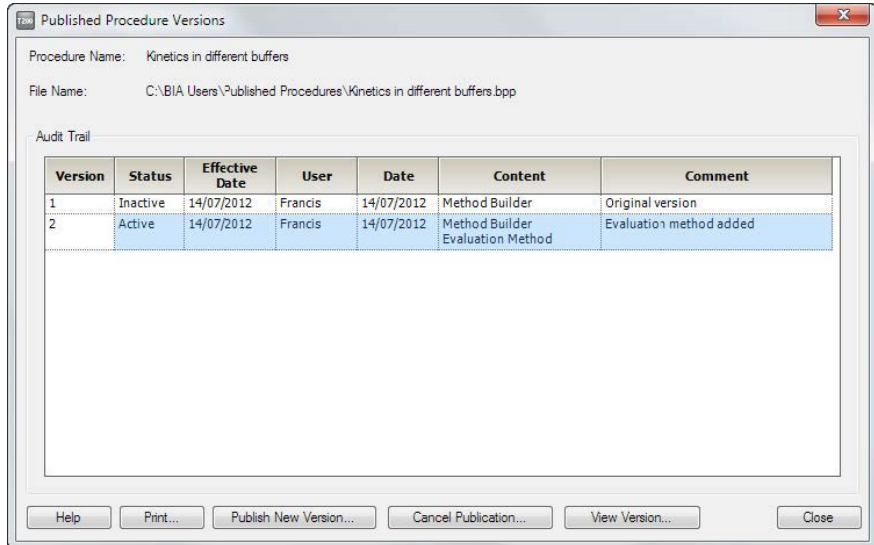 T200 Published Procedure Versions
Procedure Name: Kinetics in different buffers
File Name: C:\BIA Users\Published Procedures\Kinetics in different buffers.bpp
Audit Trail
Version Status Effective Date User Date Content Comment
1 Inactive 14/07/2012 Francis 14/07/2012 Method Builder Original version
2 Active 14/07/2012 Francis 14/07/2012 Method Builder Evaluation method added
Evaluation Method
Help Print... Publish New Version... Cancel Publication... View Version... Close